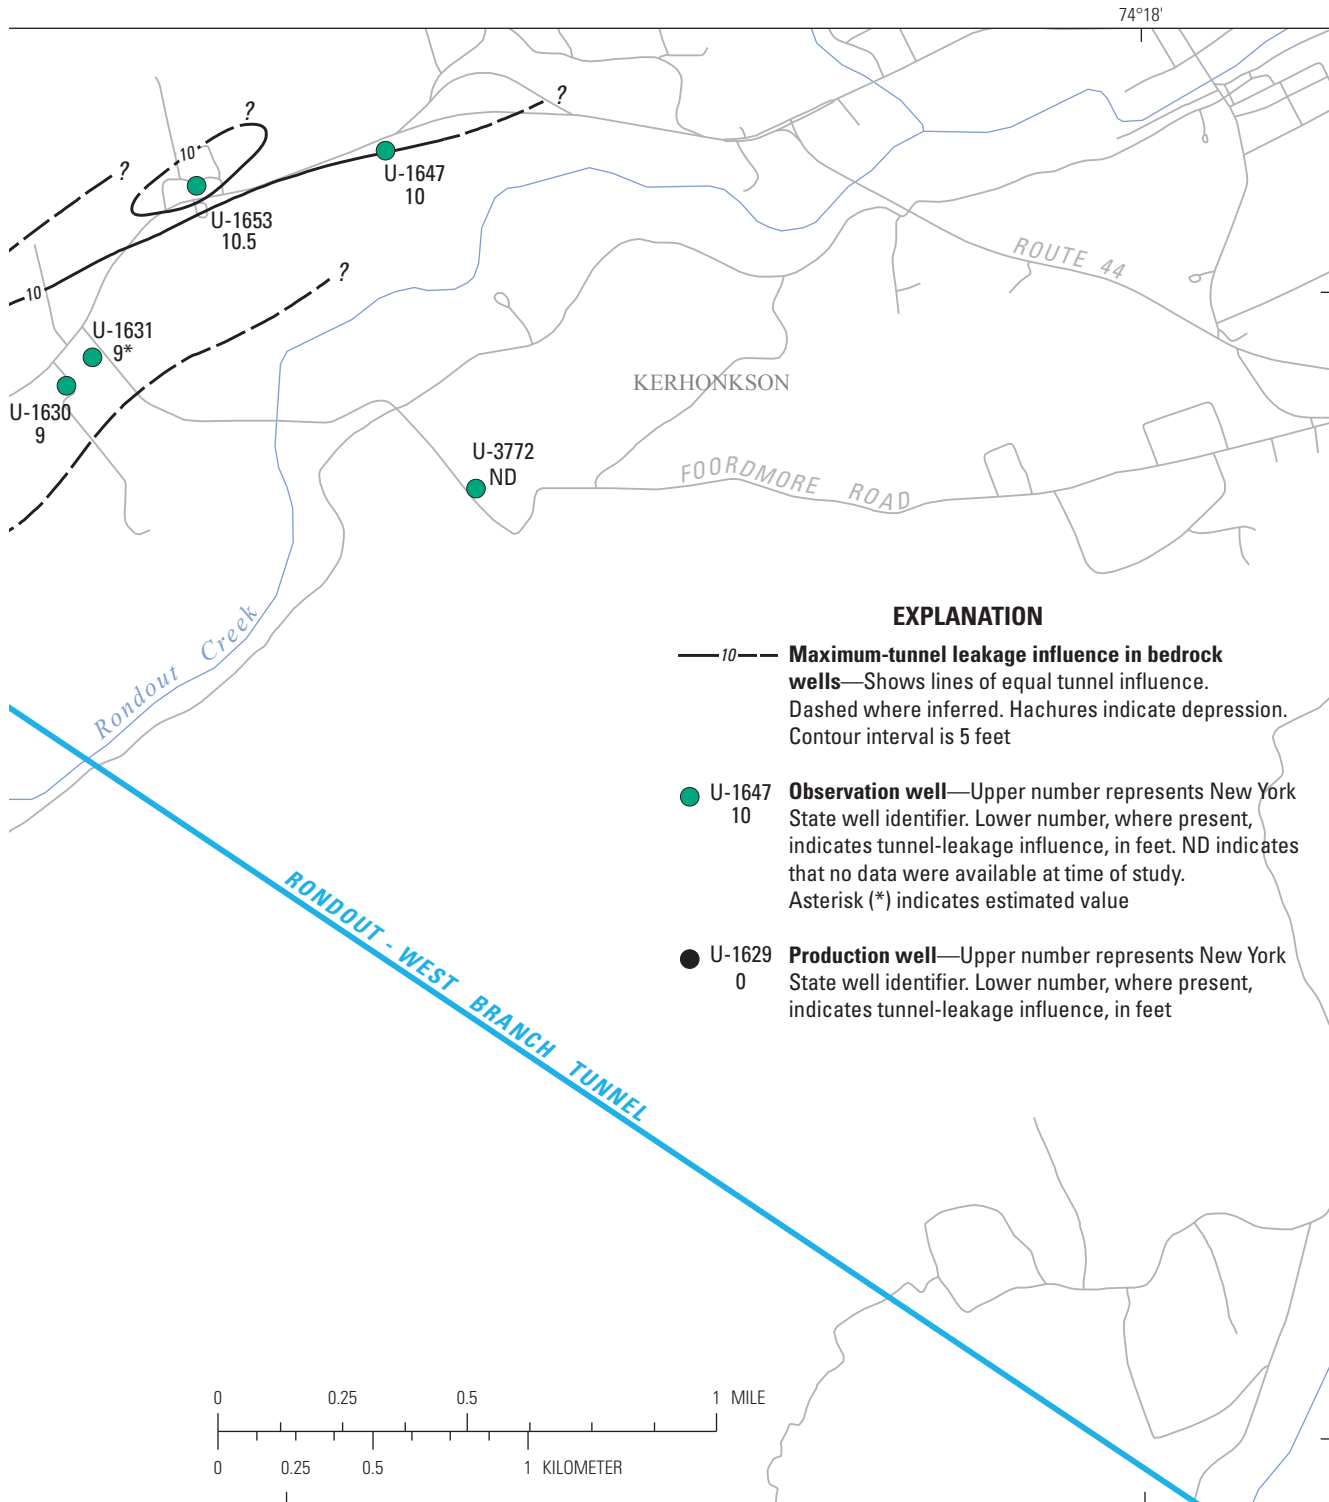 74°18'
?
?
10
?
U-1647
10
?
U-1653
10.5
?
10
U-1631
9*
U-1630
9
ROUTE 44
KERHONKSON
U-3772
ND
FOORDMORE ROAD
Rondout Creek
RONDOUT - WEST BRANCH TUNNEL
EXPLANATION
10
Maximum-tunnel leakage influence in bedrock
wells—Shows lines of equal tunnel influence.
Dashed where inferred. Hachures indicate depression.
Contour interval is 5 feet
U-1647
10
Observation well—Upper number represents New York
State well identifier. Lower number, where present,
indicates tunnel-leakage influence, in feet. ND indicates
that no data were available at time of study.
Asterisk (*) indicates estimated value
U-1629
0
Production well—Upper number represents New York
State well identifier. Lower number, where present,
indicates tunnel-leakage influence, in feet
0 0.25 0.5 1 MILE
0 0.25 0.5 1 KILOMETER